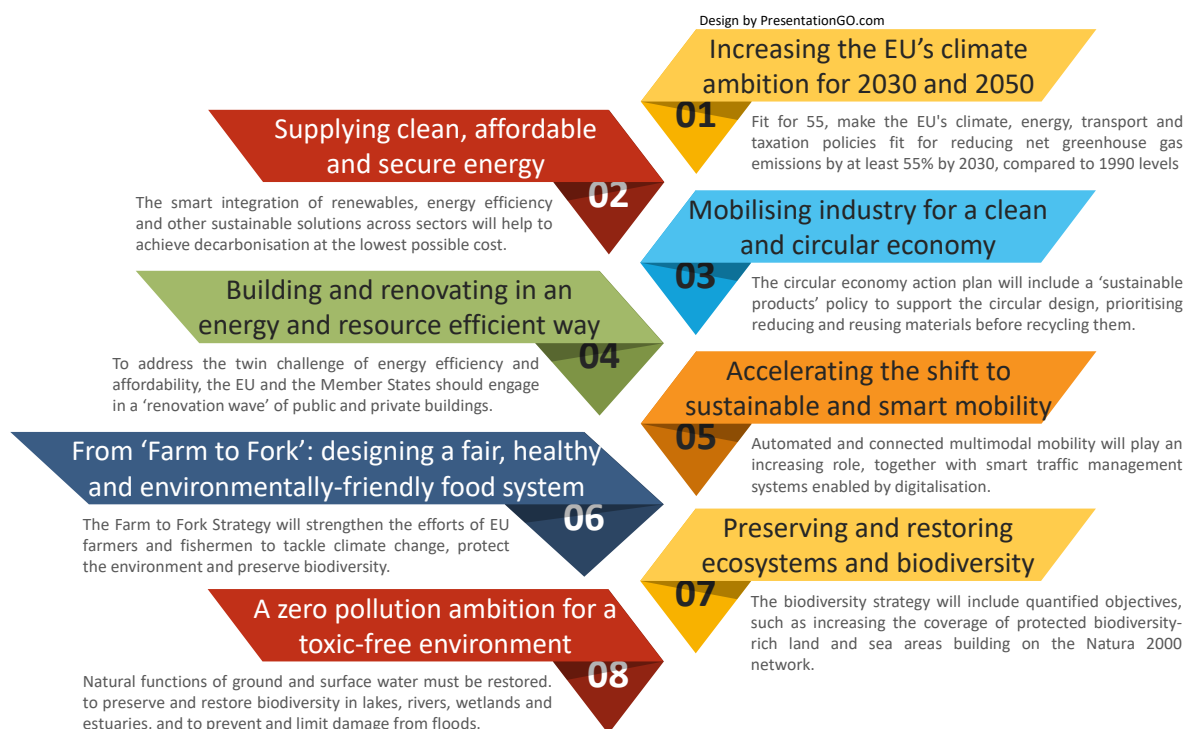 Design by PresentationGO.com
Increasing the EU's climate
ambition for 2030 and 2050
01
Fit for 55, make the EU's climate, energy, transport and
taxation policies fit for reducing net greenhouse gas
emissions by at least 55% by 2030, compared to 1990 levels
Supplying clean, affordable
and secure energy
02
The smart integration of renewables, energy efficiency
and other sustainable solutions across sectors will help to
achieve decarbonisation at the lowest possible cost.
Mobilising industry for a clean
and circular economy
03
The circular economy action plan will include a ‘sustainable
products’ policy to support the circular design, prioritising
reducing and reusing materials before recycling them.
Building and renovating in an
energy and resource efficient way
04
To address the twin challenge of energy efficiency and
affordability, the EU and the Member States should engage
in a ‘renovation wave’ of public and private buildings.
Accelerating the shift to
sustainable and smart mobility
05
Automated and connected multimodal mobility will play an
increasing role, together with smart traffic management
systems enabled by digitalisation.
From ‘Farm to Fork’: designing a fair, healthy
and environmentally-friendly food system
06
The Farm to Fork Strategy will strengthen the efforts of EU
farmers and fishermen to tackle climate change, protect
the environment and preserve biodiversity.
Preserving and restoring
ecosystems and biodiversity
07
The biodiversity strategy will include quantified objectives,
such as increasing the coverage of protected biodiversity-
rich land and sea areas building on the Natura 2000
network.
A zero pollution ambition for a
toxic-free environment
08
Natural functions of ground and surface water must be restored.
to preserve and restore biodiversity in lakes, rivers, wetlands and
estuaries, and to prevent and limit damage from floods.